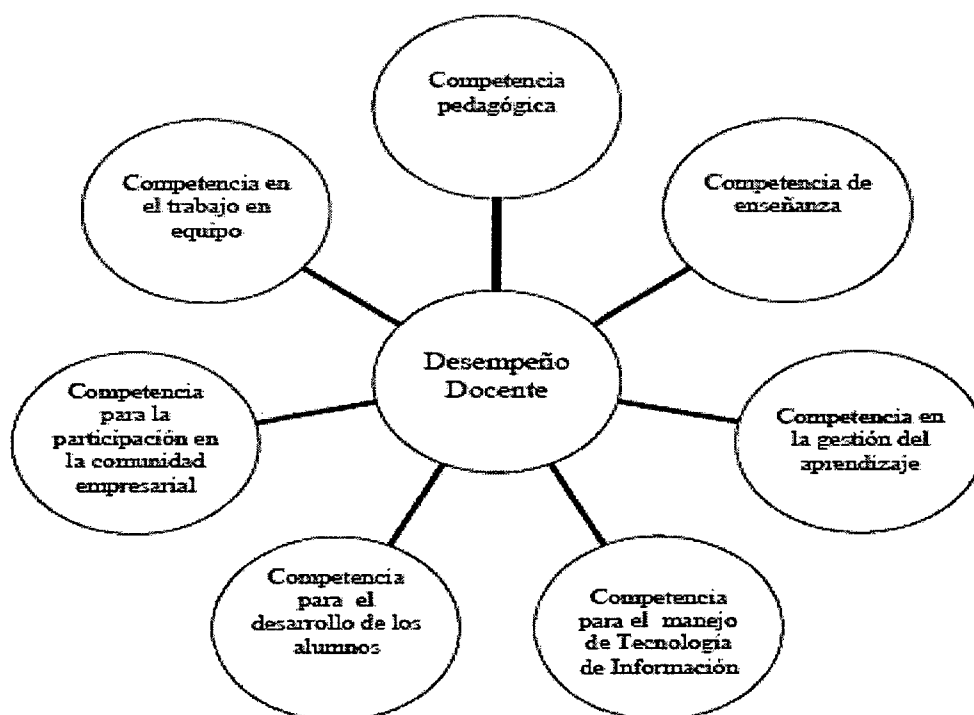 Competencia
pedagógica
Competencia de
enseñanza
Competencia en
la gestión del
aprendizaje
Competencia
para el manejo
de Tecnología
de Información
Competencia
para el
desarrollo de los
alumnos
Competencia
para la
participación en
la comunidad
empresarial
Competencia en
el trabajo en
equipo
Desempeño
Docente